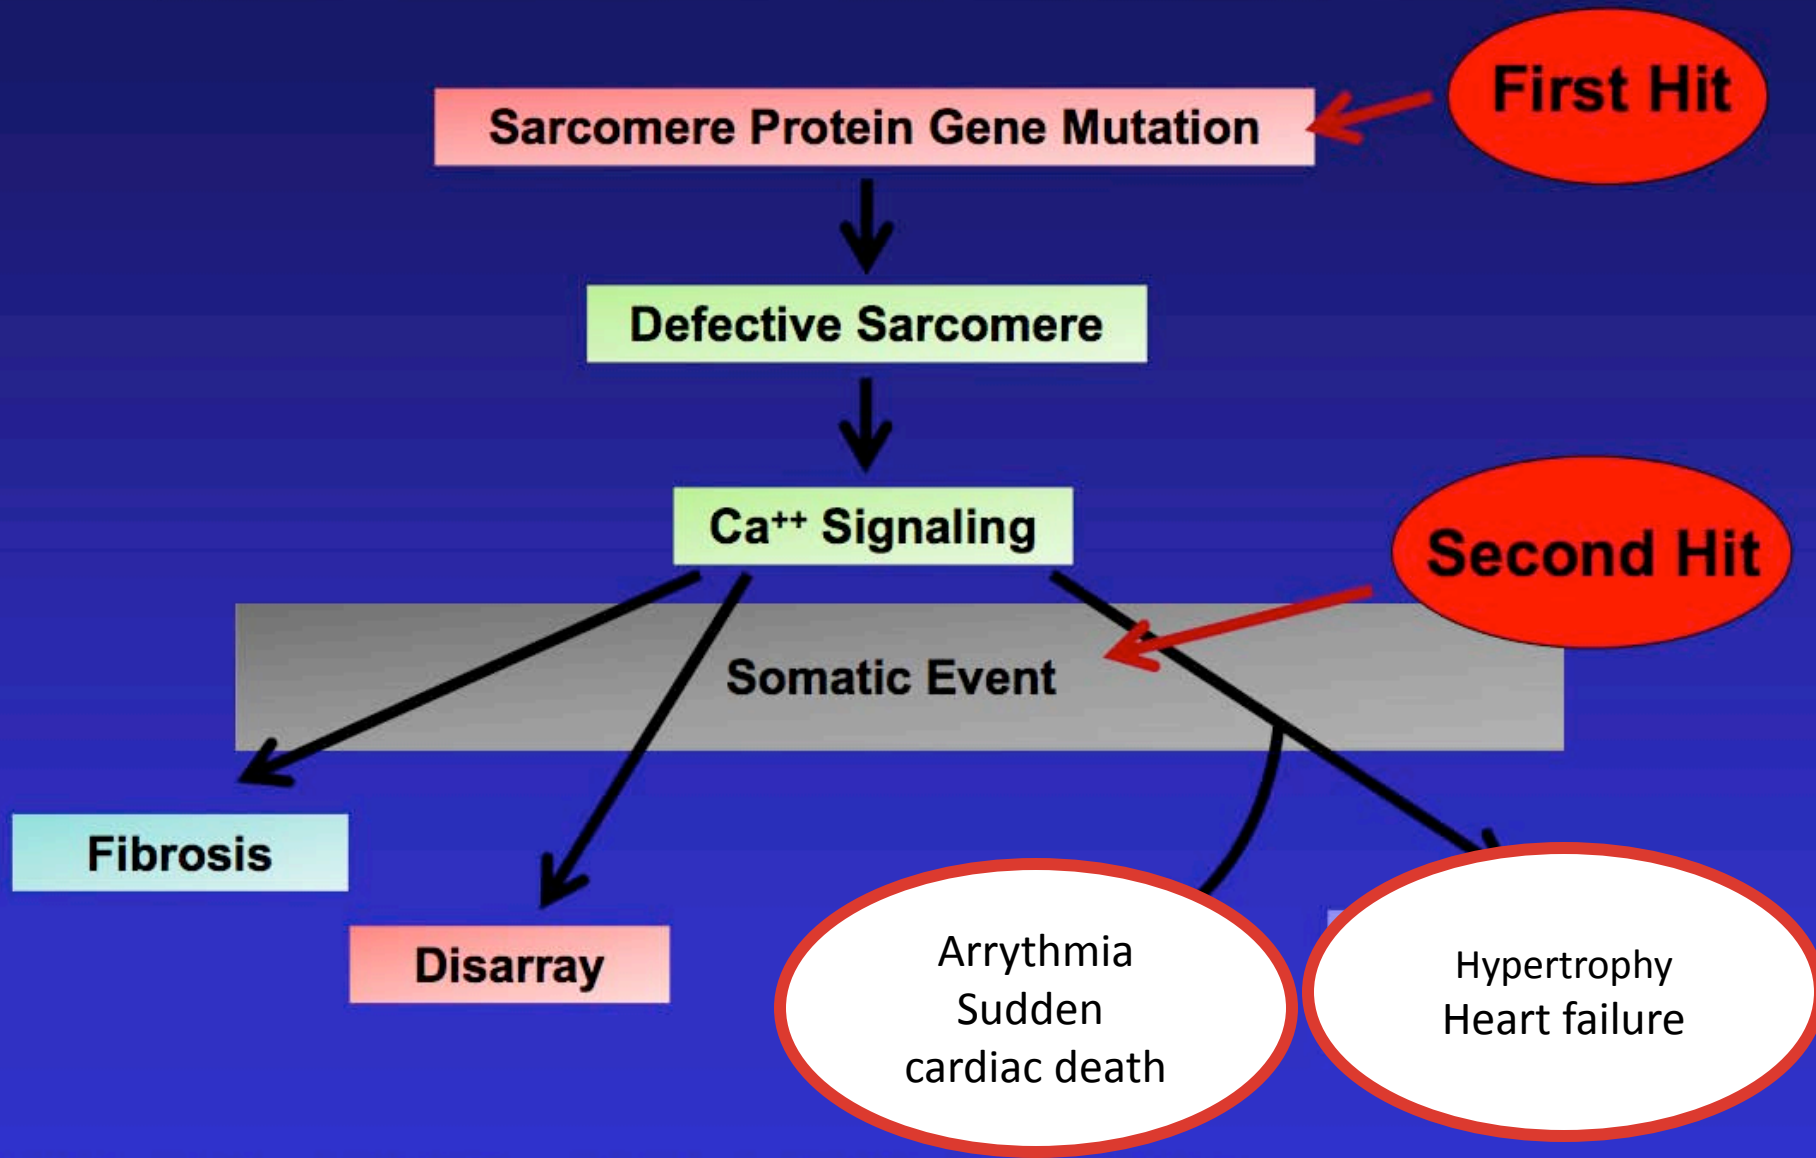 First Hit
Sarcomere Protein Gene Mutation
Defective Sarcomere
Ca⁺⁺ Signaling
Second Hit
Somatic Event
Fibrosis
Disarray
Arrythmia
Sudden
cardiac death
Hypertrophy
Heart failure